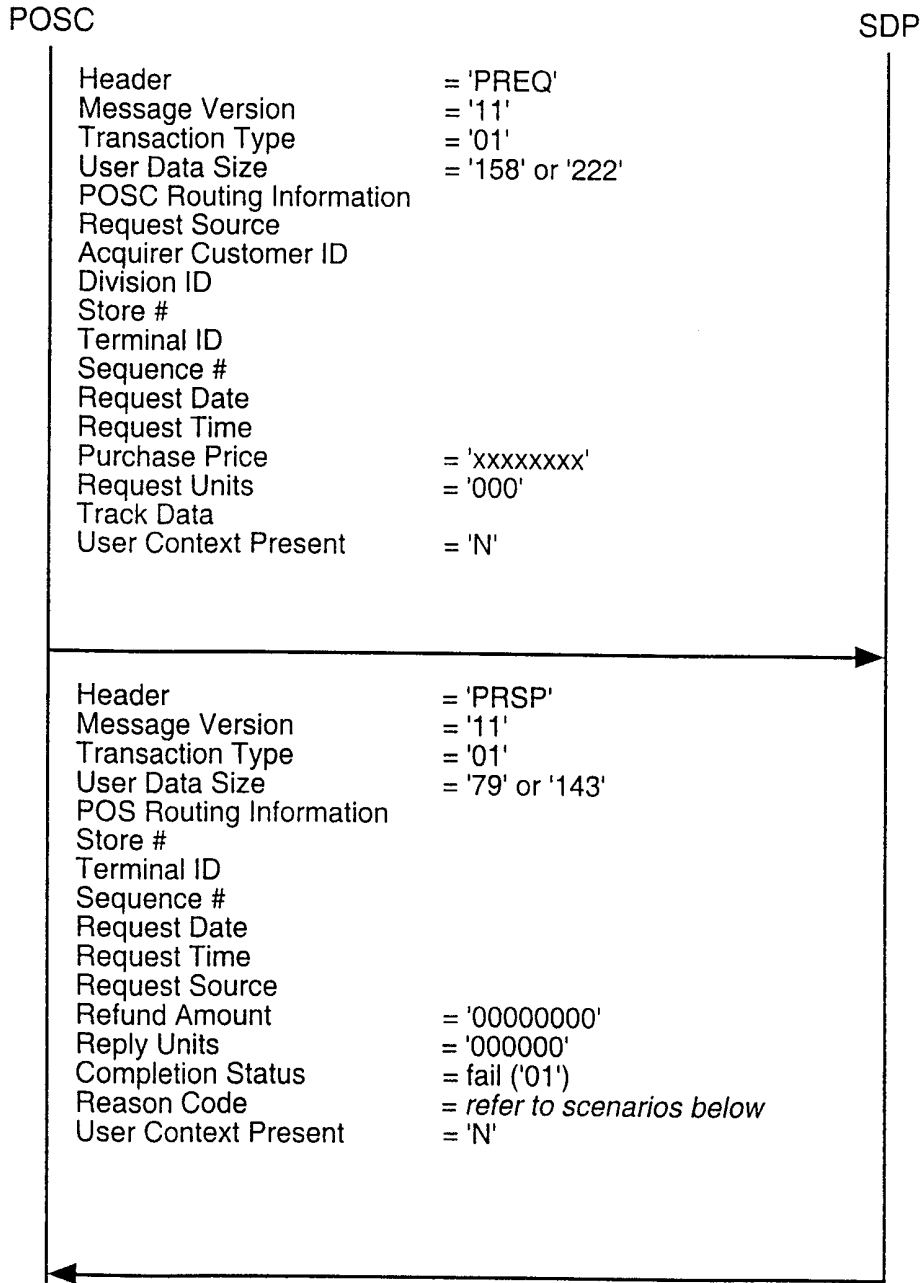 POSC SDP
Header = 'PREQ'
Message Version = '11'
Transaction Type = '01'
User Data Size = '158' or '222'
POSC Routing Information
Request Source
Acquirer Customer ID
Division ID
Store #
Terminal ID
Sequence #
Request Date
Request Time
Purchase Price = 'xxxxxxxx'
Request Units = '000'
Track Data
User Context Present = 'N'
Header = 'PRSP'
Message Version = '11'
Transaction Type = '01'
User Data Size = '79' or '143'
POS Routing Information
Store #
Terminal ID
Sequence #
Request Date
Request Time
Request Source
Refund Amount = '00000000'
Reply Units = '000000'
Completion Status = fail ('01')
Reason Code = refer to scenarios below
User Context Present = 'N'